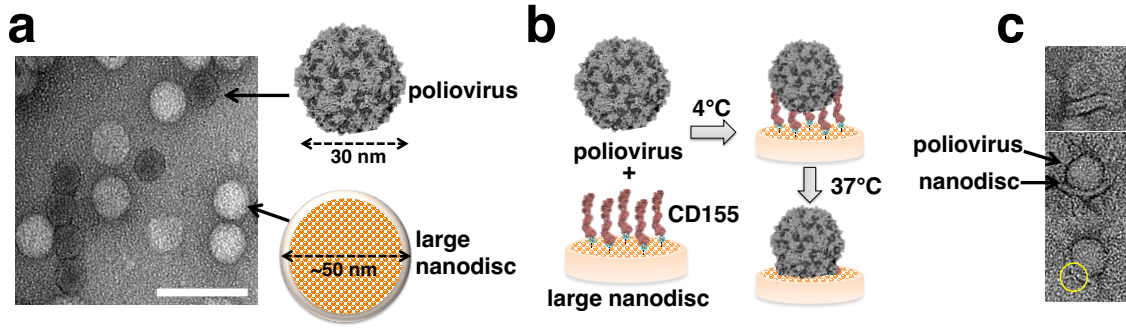 a
poliovirus
30 nm
~50 nm
large
nanodisc
b
poliovirus
+
CD155
large nanodisc
4°C
37°C
c
poliovirus
nanodisc